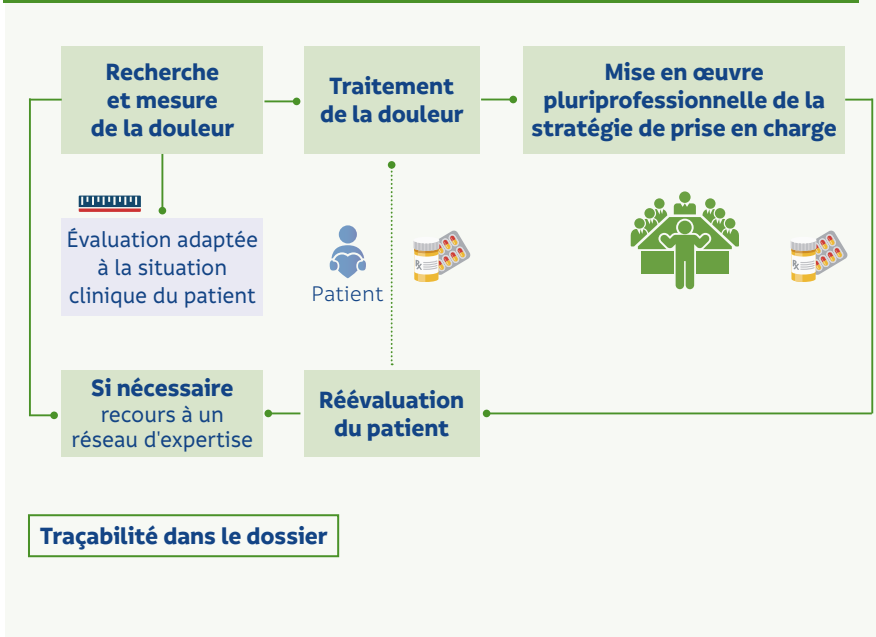 Recherche
et mesure
de la douleur
Traitement
de la douleur
Mise en œuvre
pluriprofessionnelle de la
stratégie de prise en charge
Évaluation adaptée
à la situation
clinique du patient
Patient
Si nécessaire
recours à un
réseau d'expertise
Réévaluation
du patient
Traçabilité dans le dossier